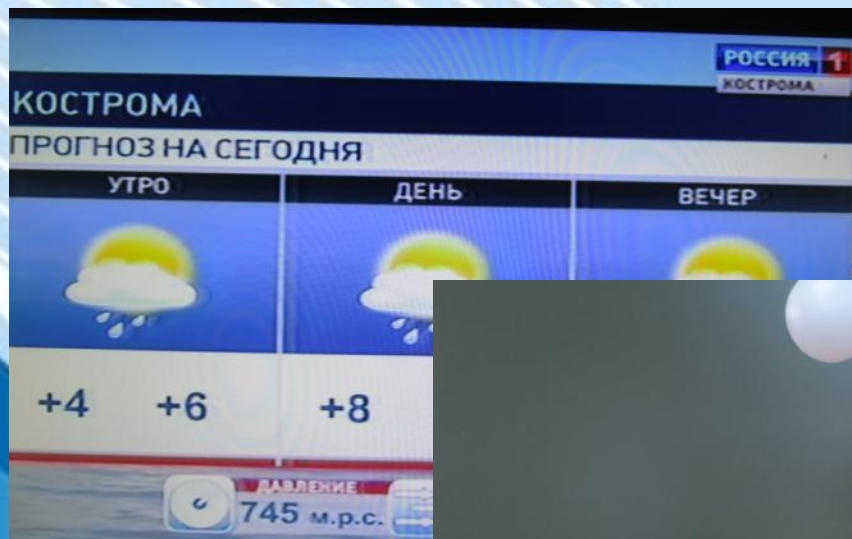 РОССИЯ 1
КОСТРОМА
КОСТРОМА
ПРОГНОЗ НА СЕГОДНЯ
УТРО ДЕНЬ ВЕЧЕР
+4 +6 +8
ДАВЛЕНИЕ
745 м.р.с.